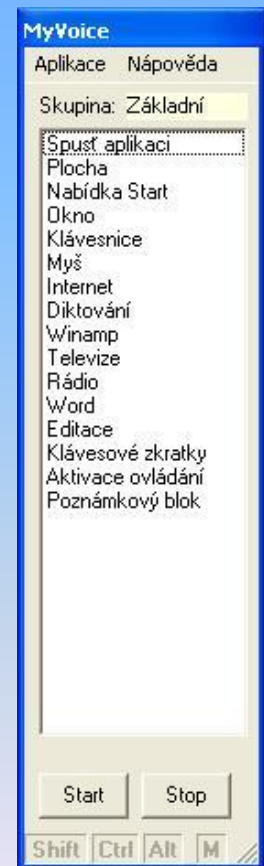 MyVoice
Aplikace Nápověda
Skupina: Základní
Spusť aplikaci
Plocha
Nabídka Start
Okno
Klávesnice
Myš
Internet
Diktování
Winamp
Televize
Rádio
Word
Editace
Klávesové zkratky
Aktivace ovládání
Poznámkový blok
Start Stop
Shift Ctrl Alt M